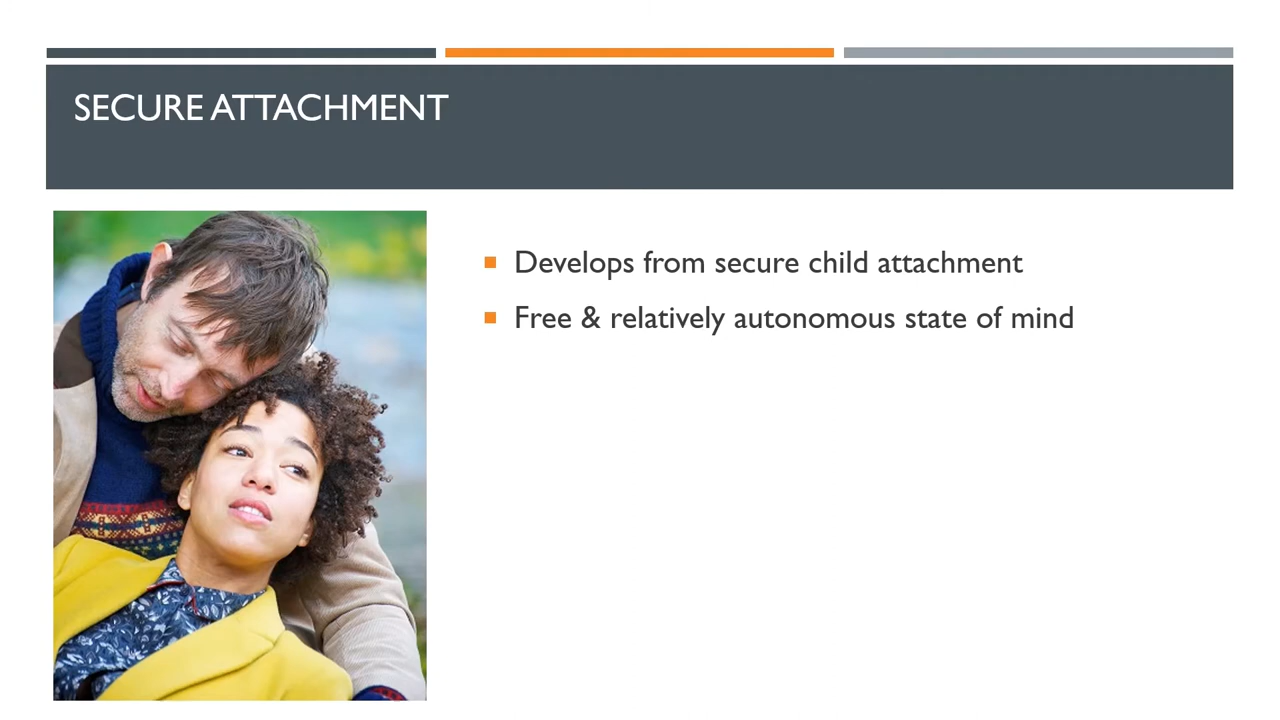 SECURE ATTACHMENT
Develops from secure child attachment
Free & relatively autonomous state of mind